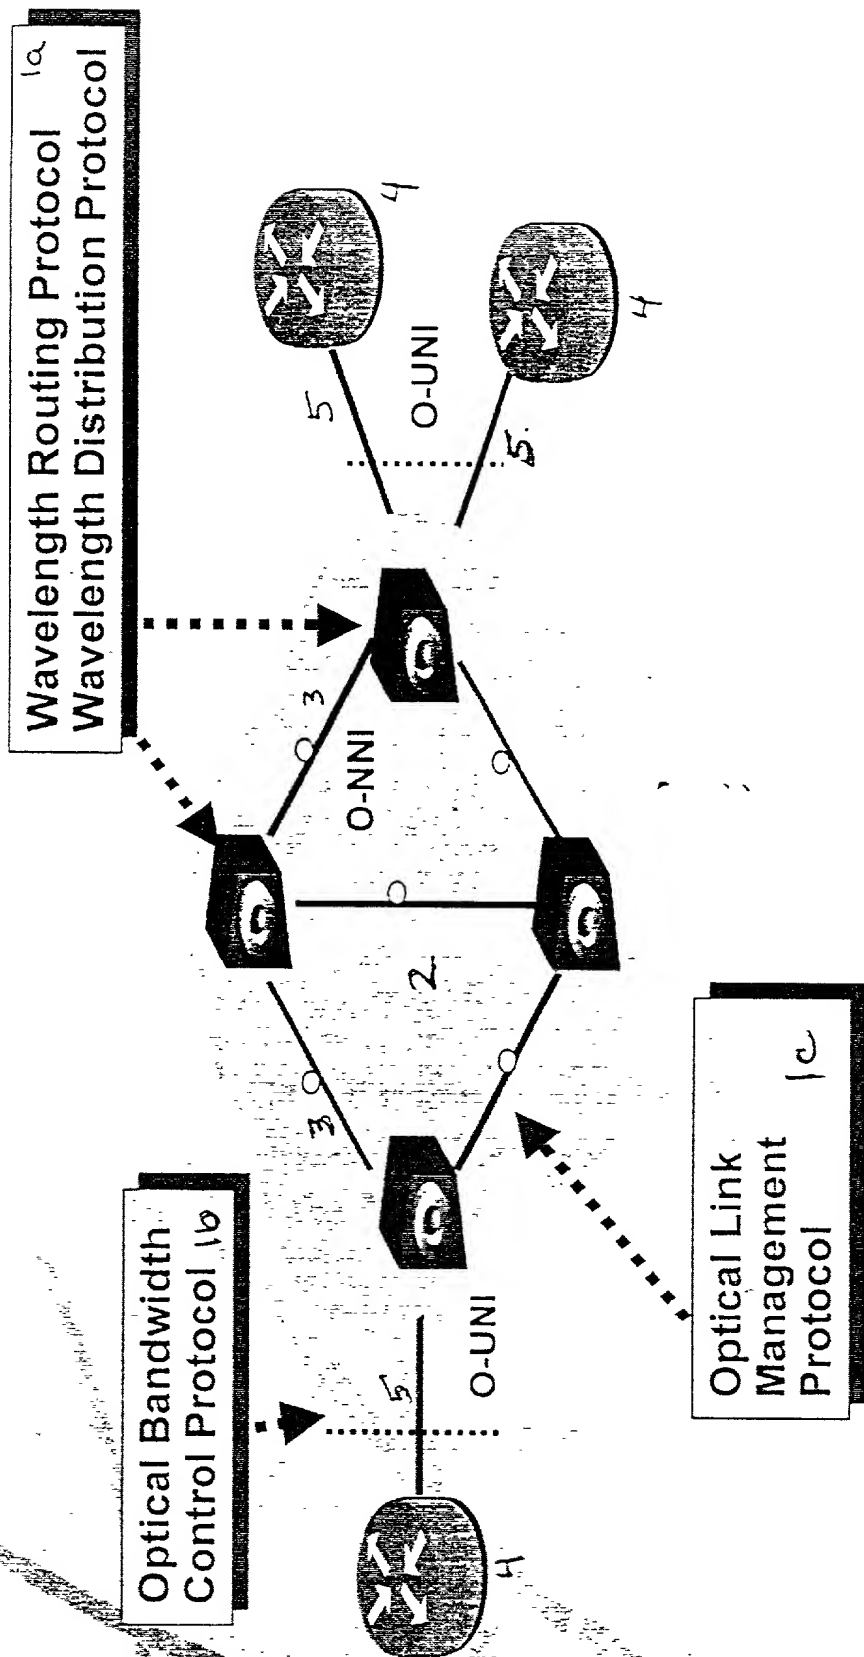 Wavelength Routing Protocol 1a
Wavelength Distribution Protocol
Optical Bandwidth
Control Protocol 1b
3
3
O-NNI
2
5
O-UNI
5
O-UNI
5.
4
4
4
Optical Link
Management
Protocol
1c